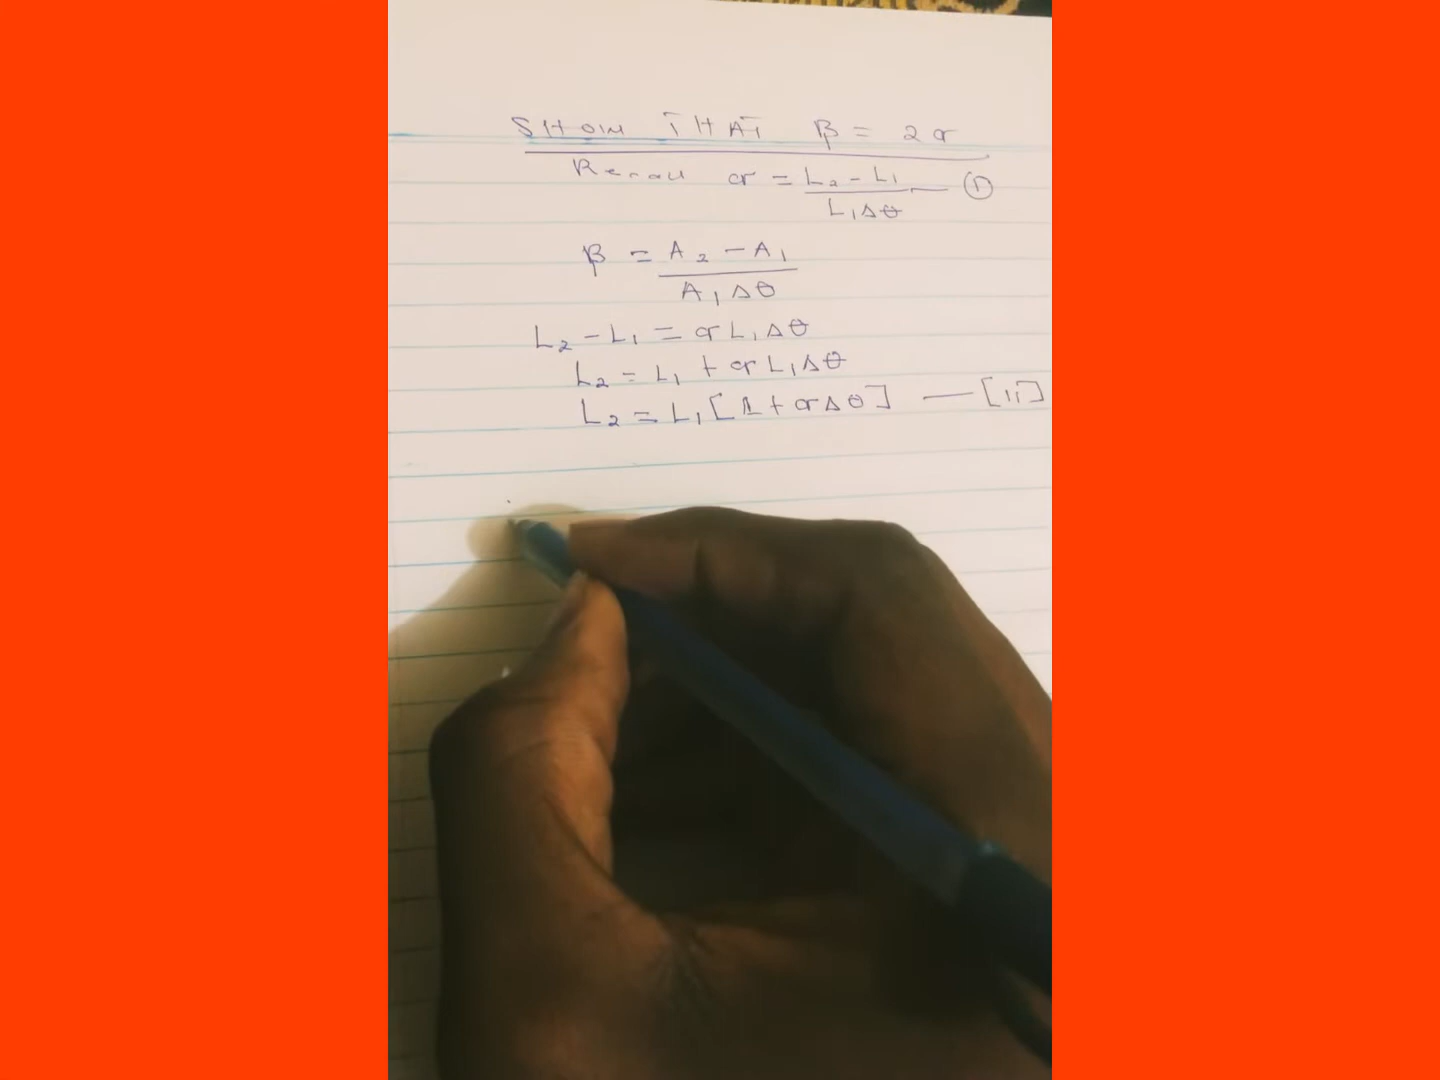 SHOW THAT β = 2α
Recall α = L₂ - L₁ / L₁Δθ — ①
β = A₂ - A₁ / A₁Δθ
L₂ - L₁ = αL₁Δθ
L₂ = L₁ + αL₁Δθ
L₂ = L₁[1 + αΔθ] — [ii]